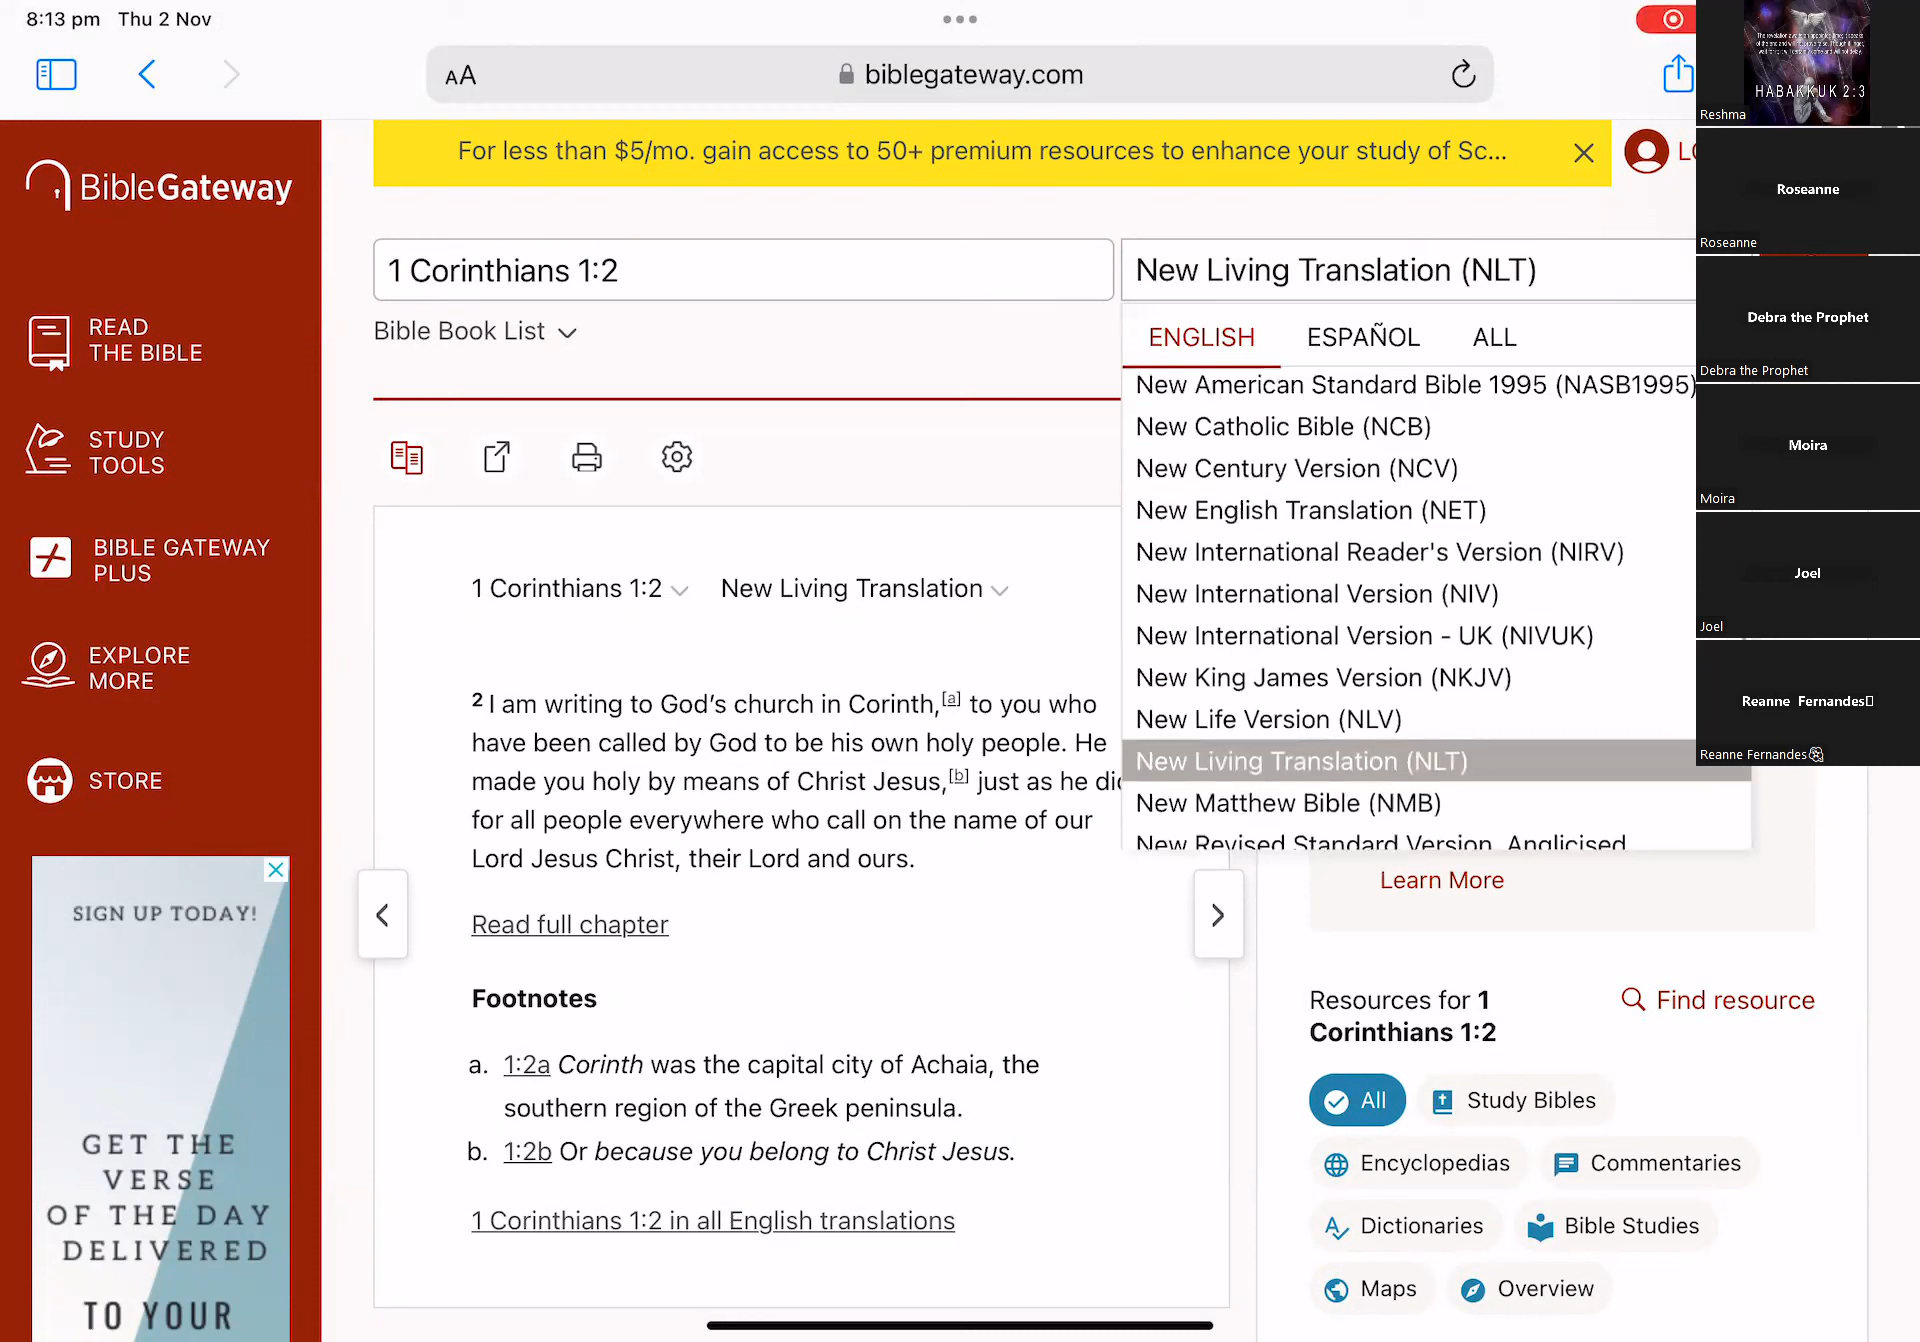 8:13 pm Thu 2 Nov
AA
biblegateway.com
HABAKKUK 2:3
Reshma
For less than $5/mo. gain access to 50+ premium resources to enhance your study of Sc...
BibleGateway
Roseanne
Roseanne
1 Corinthians 1:2
New Living Translation (NLT)
Bible Book List
READ
THE BIBLE
STUDY
TOOLS
BIBLE GATEWAY
PLUS
EXPLORE
MORE
STORE
ENGLISH ESPAÑOL ALL
New American Standard Bible 1995 (NASB1995)
New Catholic Bible (NCB)
New Century Version (NCV)
New English Translation (NET)
New International Reader's Version (NIRV)
New International Version (NIV)
New International Version - UK (NIVUK)
New King James Version (NKJV)
New Life Version (NLV)
New Living Translation (NLT)
New Matthew Bible (NMB)
New Revised Standard Version, Anglicised
Debra the Prophet
Debra the Prophet
Moira
Moira
Joel
Joel
Reanne Fernandes
Reanne Fernandes
1 Corinthians 1:2 New Living Translation
2 I am writing to God’s church in Corinth,[a] to you who
have been called by God to be his own holy people. He
made you holy by means of Christ Jesus,[b] just as he did
for all people everywhere who call on the name of our
Lord Jesus Christ, their Lord and ours.
Read full chapter
Footnotes
a. 1:2a Corinth was the capital city of Achaia, the
southern region of the Greek peninsula.
b. 1:2b Or because you belong to Christ Jesus.
1 Corinthians 1:2 in all English translations
SIGN UP TODAY!
GET THE
VERSE
OF THE DAY
DELIVERED
TO YOUR
Learn More
Resources for 1
Corinthians 1:2
Find resource
All
Study Bibles
Encyclopedias
Commentaries
Dictionaries
Bible Studies
Maps
Overview